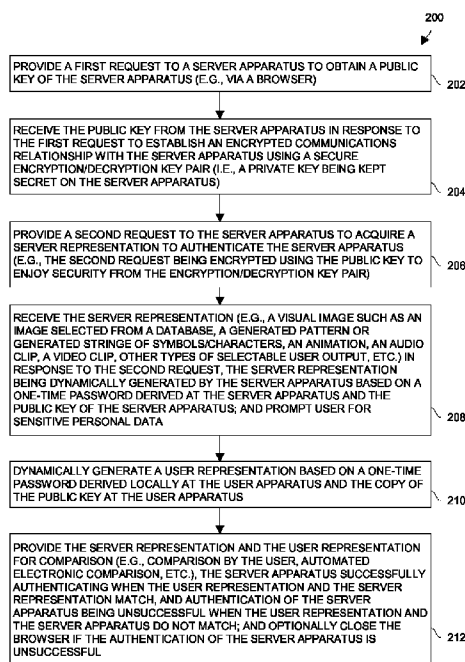 200
PROVIDE A FIRST REQUEST TO A SERVER APPARATUS TO OBTAIN A PUBLIC
KEY OF THE SERVER APPARATUS (E.G., VIA A BROWSER)
202
RECEIVE THE PUBLIC KEY FROM THE SERVER APPARATUS IN RESPONSE TO
THE FIRST REQUEST TO ESTABLISH AN ENCRYPTED COMMUNICATIONS
RELATIONSHIP WITH THE SERVER APPARATUS USING A SECURE
ENCRYPTION/DECRYPTION KEY PAIR (I.E., A PRIVATE KEY BEING KEPT
SECRET ON THE SERVER APPARATUS)
204
PROVIDE A SECOND REQUEST TO THE SERVER APPARATUS TO ACQUIRE A
SERVER REPRESENTATION TO AUTHENTICATE THE SERVER APPARATUS
(E.G., THE SECOND REQUEST BEING ENCRYPTED USING THE PUBLIC KEY TO
ENJOY SECURITY FROM THE ENCRYPTION/DECRYPTION KEY PAIR)
206
RECEIVE THE SERVER REPRESENTATION (E.G., A VISUAL IMAGE SUCH AS AN
IMAGE SELECTED FROM A DATABASE, A GENERATED PATTERN OR
GENERATED STRINGE OF SYMBOLS/CHARACTERS, AN ANIMATION, AN AUDIO
CLIP, A VIDEO CLIP, OTHER TYPES OF SELECTABLE USER OUTPUT, ETC.) IN
RESPONSE TO THE SECOND REQUEST, THE SERVER REPRESENTATION
BEING DYNAMICALLY GENERATED BY THE SERVER APPARATUS BASED ON A
ONE-TIME PASSWORD DERIVED AT THE SERVER APPARATUS AND THE
PUBLIC KEY OF THE SERVER APPARATUS; AND PROMPT USER FOR
SENSITIVE PERSONAL DATA
208
DYNAMICALLY GENERATE A USER REPRESENTATION BASED ON A ONE-TIME
PASSWORD DERIVED LOCALLY AT THE USER APPARATUS AND THE COPY OF
THE PUBLIC KEY AT THE USER APPARATUS
210
PROVIDE THE SERVER REPRESENTATION AND THE USER REPRESENTATION
FOR COMPARISON (E.G., COMPARISON BY THE USER, AUTOMATED
ELECTRONIC COMPARISON, ETC.), THE SERVER APPARATUS SUCCESSFULLY
AUTHENTICATING WHEN THE USER REPRESENTATION AND THE SERVER
REPRESENTATION MATCH, AND AUTHENTICATION OF THE SERVER
APPARATUS BEING UNSUCCESSFUL WHEN THE USER REPRESENTATION AND
THE SERVER APPARATUS DO NOT MATCH; AND OPTIONALLY CLOSE THE
BROWSER IF THE AUTHENTICATION OF THE SERVER APPARATUS IS
UNSUCCESSFUL
212